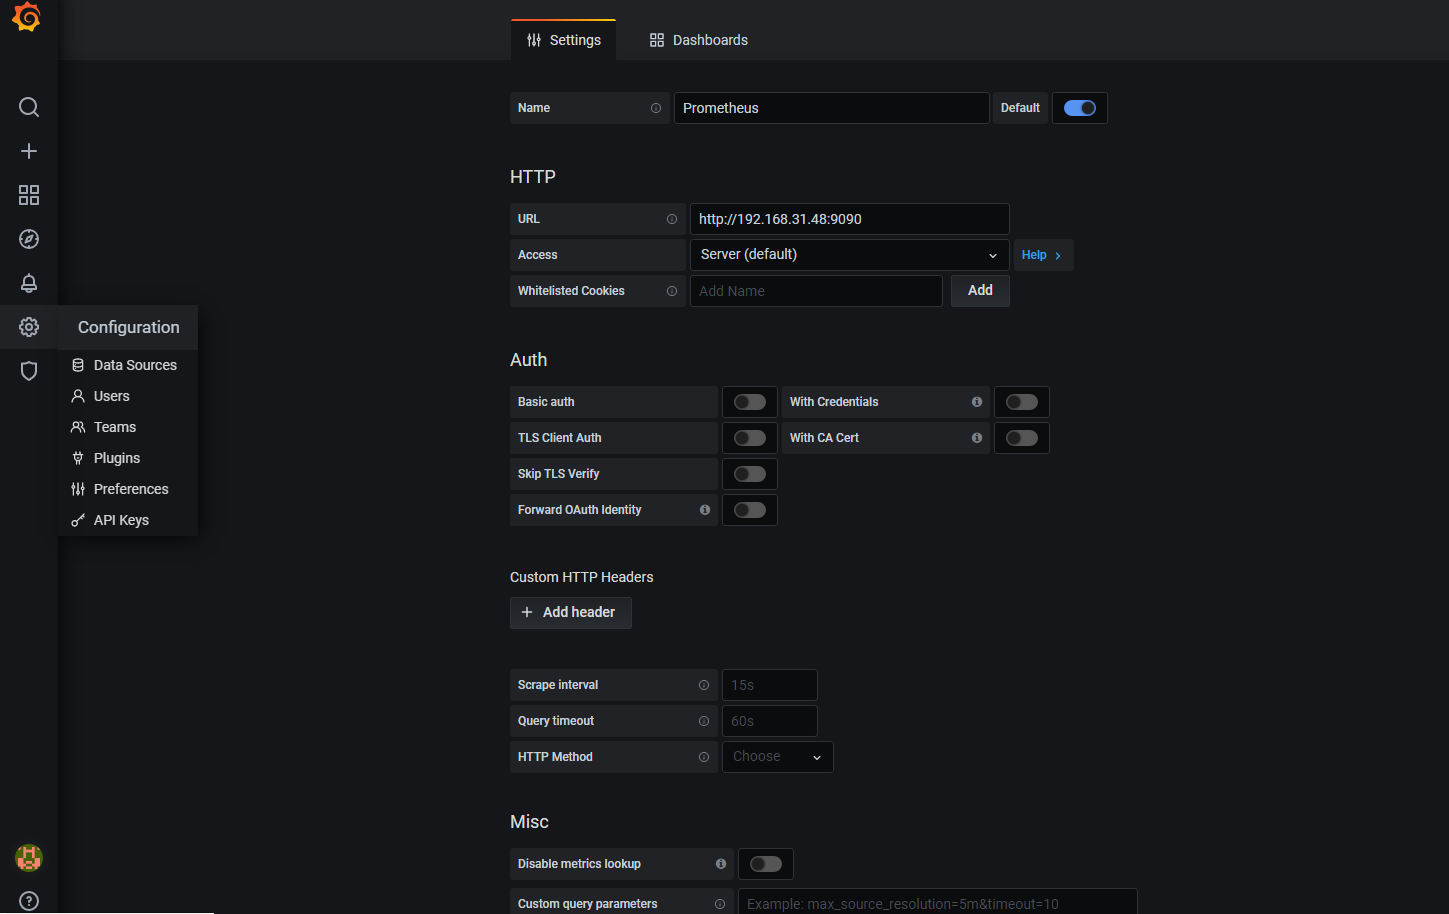 Settings
Dashboards
Name
Prometheus
Default
HTTP
URL
http://192.168.31.48:9090
Access
Server (default)
Help
Whitelisted Cookies
Add Name
Add
Configuration
Data Sources
Users
Teams
Plugins
Preferences
API Keys
Auth
Basic auth
With Credentials
TLS Client Auth
With CA Cert
Skip TLS Verify
Forward OAuth Identity
Custom HTTP Headers
Add header
Scrape interval
15s
Query timeout
60s
HTTP Method
Choose
Misc
Disable metrics lookup
Custom query parameters
Example: max_source_resolution=5m&timeout=10